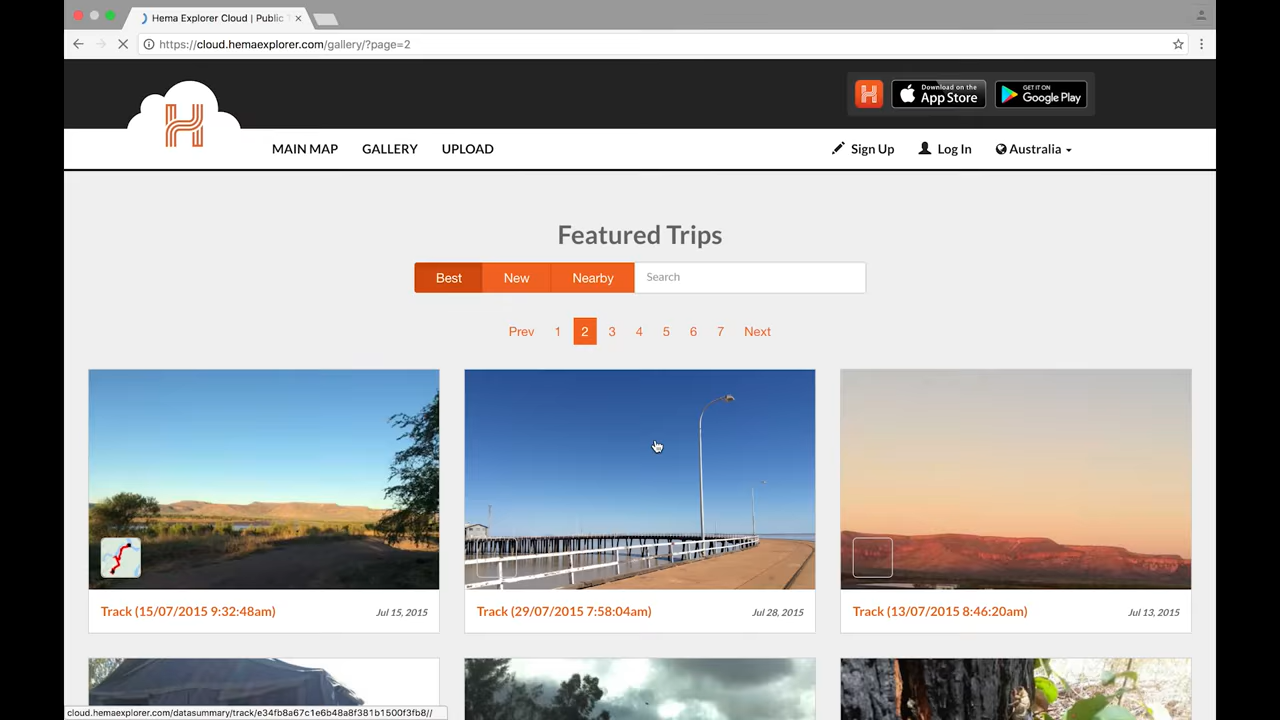 Hema Explorer Cloud | Public
https://cloud.hemaexplorer.com/gallery/?page=2
H
Download on the
App Store
GET IT ON
Google Play
MAIN MAP GALLERY UPLOAD Sign Up Log In Australia
Featured Trips
Best New Nearby Search
Prev 1 2 3 4 5 6 7 Next
Track (15/07/2015 9:32:48am) Jul 15, 2015
Track (29/07/2015 7:58:04am) Jul 28, 2015
Track (13/07/2015 8:46:20am) Jul 13, 2015
cloud.hemaexplorer.com/datasummary/track/e34fb8a67c1e6b48a8f381b1500f3fb8//